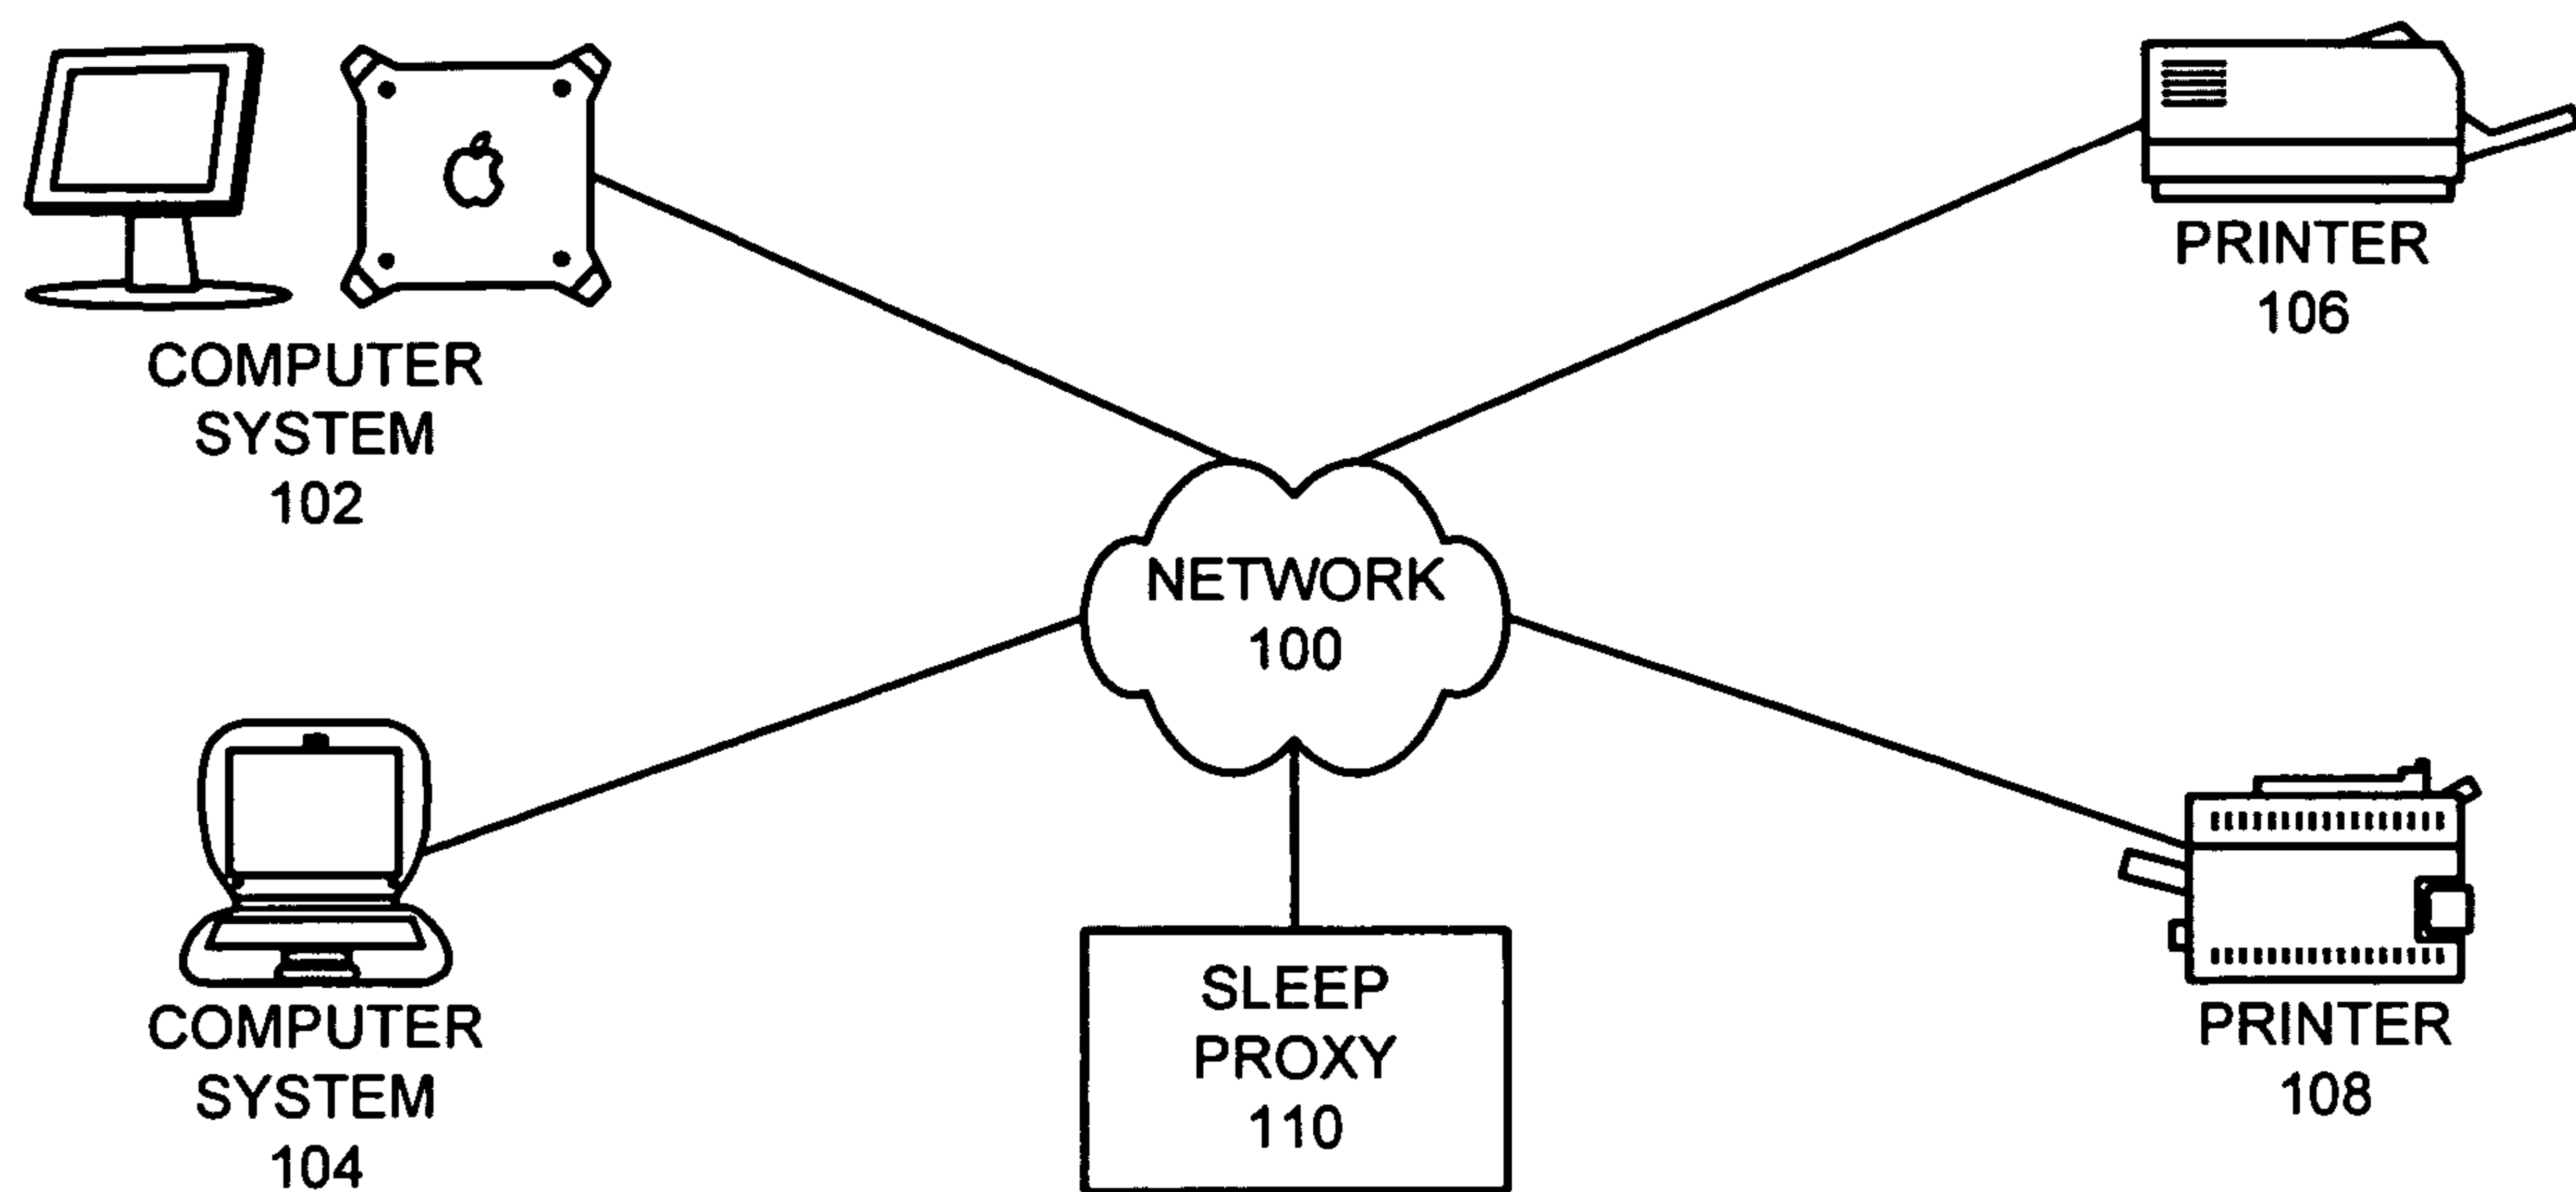 COMPUTER
SYSTEM
102
PRINTER
106
NETWORK
100
COMPUTER
SYSTEM
104
SLEEP
PROXY
110
PRINTER
108